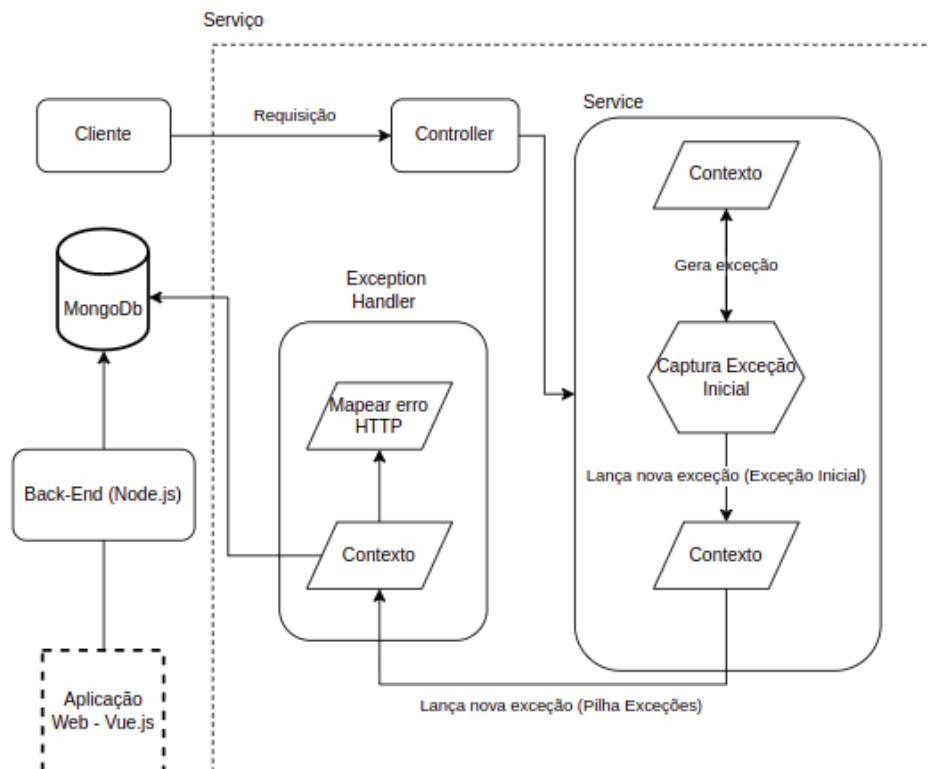 Serviço
Service
Cliente
Requisição
Controller
Contexto
Gera exceção
MongoDb
Exception
Handler
Captura Exceção
Inicial
Mapear erro
HTTP
Lança nova exceção (Exceção Inicial)
Back-End (Node.js)
Contexto
Contexto
Aplicação
Web - Vue.js
Lança nova exceção (Pilha Exceções)